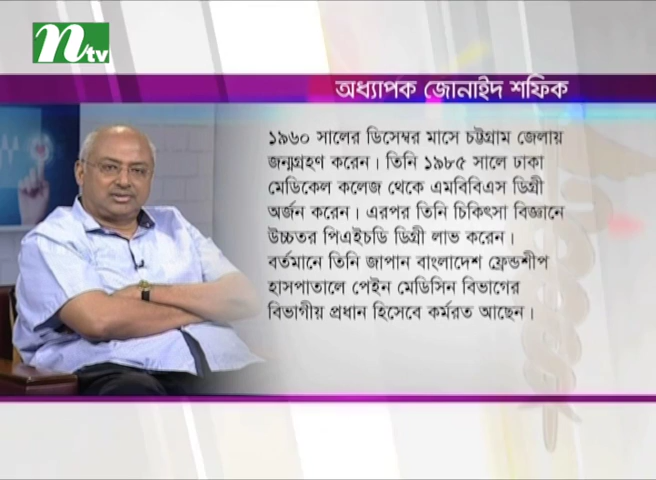 ntv
অধ্যাপক জোনাইদ শফিক
১৯৬০ সালের ডিসেম্বর মাসে চট্টগ্রাম জেলায়
জন্মগ্রহণ করেন। তিনি ১৯৮৫ সালে ঢাকা
মেডিকেল কলেজ থেকে এমবিবিএস ডিগ্রী
অর্জন করেন। এরপর তিনি চিকিৎসা বিজ্ঞানে
উচ্চতর পিএইচডি ডিগ্রী লাভ করেন।
বর্তমানে তিনি জাপান বাংলাদেশ ফ্রেন্ডশীপ
হাসপাতালে পেইন মেডিসিন বিভাগের
বিভাগীয় প্রধান হিসেবে কর্মরত আছেন।